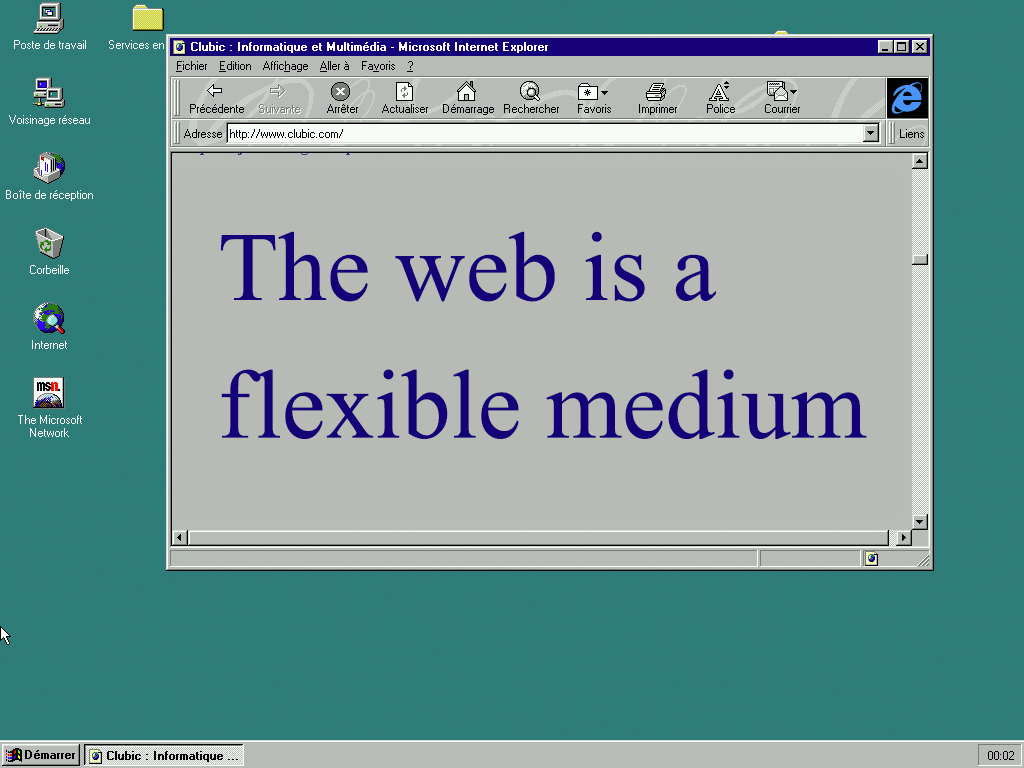 Poste de travail
Services en
Voisinage réseau
Boîte de réception
Corbeille
Internet
msn.
The Microsoft
Network
Clubic : Informatique et Multimédia - Microsoft Internet Explorer
Fichier Edition Affichage Aller à Favoris ?
Précédente Suivante Arrêter Actualiser Démarrage Rechercher Favoris Imprimer Police Courrier
Adresse http://www.clubic.com/ Liens
The web is a
flexible medium
Démarrer Clubic : Informatique ... 00:02